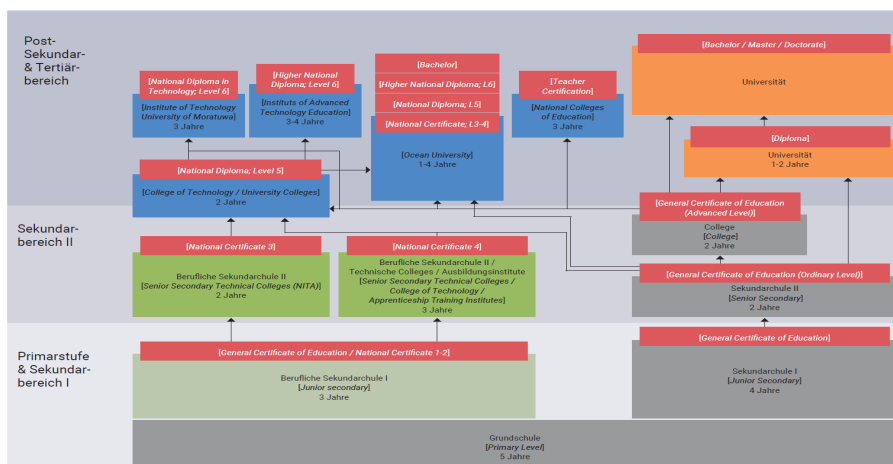 Post-
Sekundar-
& Tertiär-
bereich
[National Diploma in
Technology; Level 6]
[Institute of Technology
University of Moratuwa]
3 Jahre
[Higher National
Diploma; Level 6]
[Instituts of Advanced
Technology Education]
3-4 Jahre
[Bachelor]
[Higher National Diploma; L6]
[National Diploma; L5]
[National Certificate; L3-4]
[Ocean University]
1-4 Jahre
[Teacher
Certification]
[National Colleges
of Education]
3 Jahre
[Bachelor / Master / Doctorate]
Universität
[Diploma]
Universität
1-2 Jahre
[National Diploma; Level 5]
[College of Technology / University Colleges]
2 Jahre
[General Certificate of Education
(Advanced Level)]
College
[College]
2 Jahre
Sekundar-
bereich II
[National Certificate 3]
Berufliche Sekundarchule II
[Senior Secondary Technical Colleges (NITA)]
2 Jahre
[National Certificate 4]
Berufliche Sekundarchule II /
Technische Colleges / Ausbildungsinstitute
[Senior Secondary Technical Colleges /
College of Technology /
Apprenticeship Training Institutes]
3 Jahre
[General Certificate of Education (Ordinary Level)]
Sekundarschule II
[Senior Secondary]
2 Jahre
Primarstufe
& Sekundar-
bereich I
[General Certificate of Education / National Certificate 1-2]
Berufliche Sekundarchule I
[Junior secondary]
3 Jahre
[General Certificate of Education]
Sekundarschule I
[Junior Secondary]
4 Jahre
Grundschule
[Primary Level]
5 Jahre